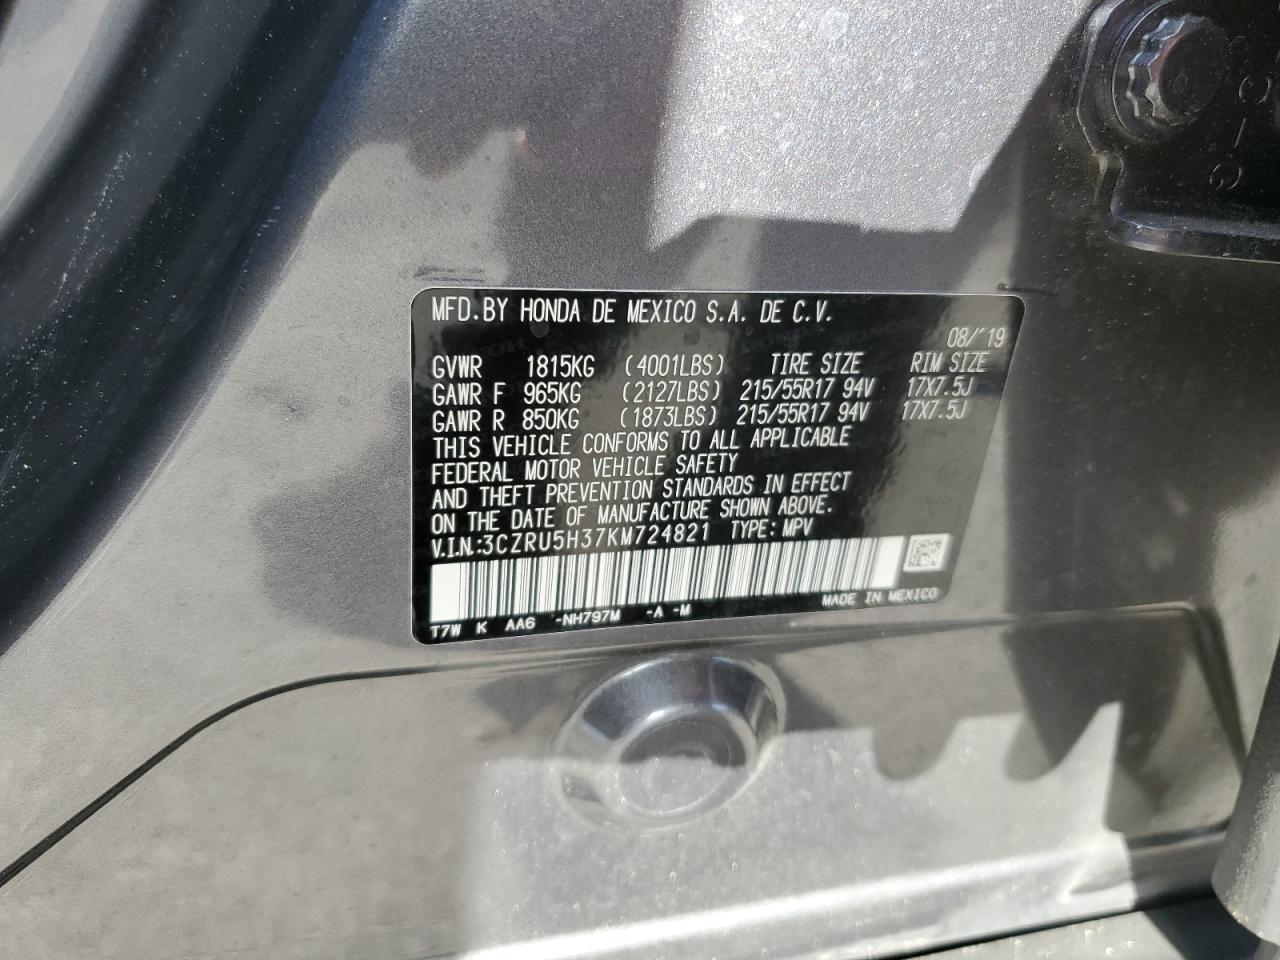 MFD.BY HONDA DE MEXICO S.A. DE C.V.
08/'19
GVWR 1815KG (4001LBS) TIRE SIZE RIM SIZE
GAWR F 965KG (2127LBS) 215/55R17 94V 17X7.5J
GAWR R 850KG (1873LBS) 215/55R17 94V 17X7.5J
THIS VEHICLE CONFORMS TO ALL APPLICABLE
FEDERAL MOTOR VEHICLE SAFETY
AND THEFT PREVENTION STANDARDS IN EFFECT
ON THE DATE OF MANUFACTURE SHOWN ABOVE.
V.I.N.:3CZRU5H37KM724821 TYPE: MPV
T7W K AA6 -NH797M -A -M MADE IN MEXICO